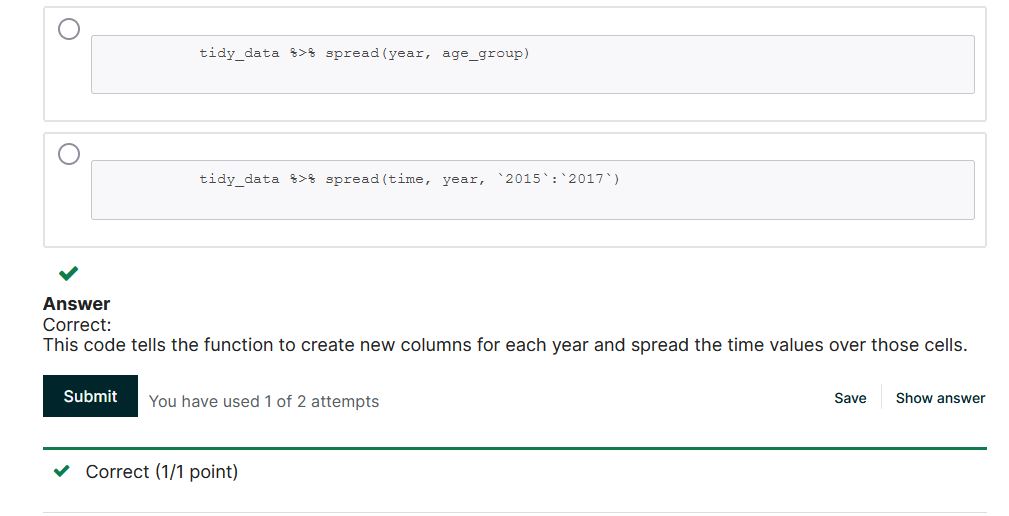 tidy_data %>% spread(year, age_group)
tidy_data %>% spread(time, year, `2015`:`2017`)
Answer
Correct:
This code tells the function to create new columns for each year and spread the time values over those cells.
Submit
You have used 1 of 2 attempts
Save
Show answer
Correct (1/1 point)